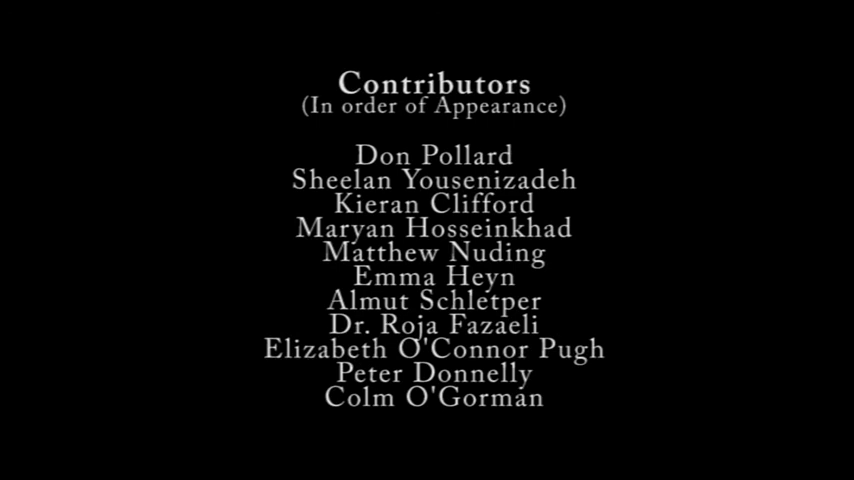 Contributors
(In order of Appearance)
Don Pollard
Sheelan Yousenizadeh
Kieran Clifford
Maryan Hosseinkhad
Matthew Nuding
Emma Heyn
Almut Schletper
Dr. Roja Fazaeli
Elizabeth O'Connor Pugh
Peter Donnelly
Colm O'Gorman